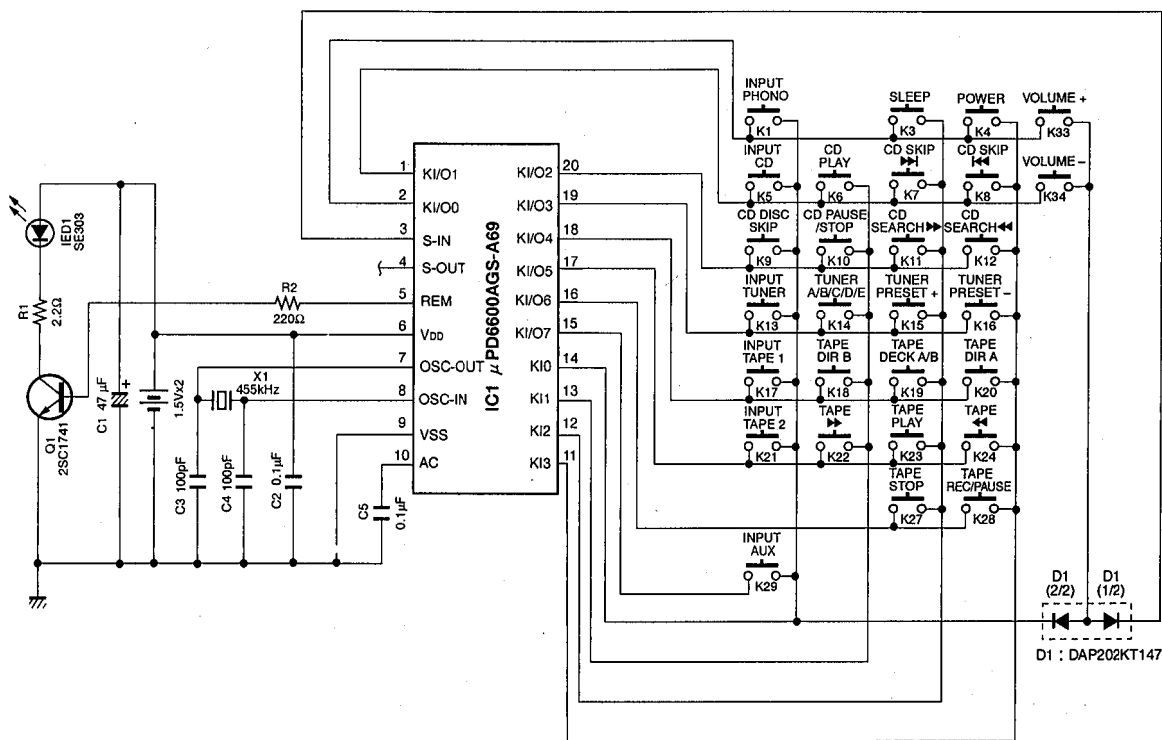 IED1
SE303
R1
2.2Ω
Q1
2SC1741
C1 47 µF
+
1.5Vx2
R2
220Ω
X1
455kHz
C3 100pF
C4 100pF
C2 0.1µF
C5
0.1µF
IC1 µ PD6600AGS-A69
1 KI/O1
2 KI/O0
3 S-IN
4 S-OUT
5 REM
6 VDD
7 OSC-OUT
8 OSC-IN
9 VSS
10 AC
KI/O2 20
KI/O3 19
KI/O4 18
KI/O5 17
KI/O6 16
KI/O7 15
KI0 14
KI1 13
KI2 12
KI3 11
INPUT
PHONO
K1
SLEEP
K3
POWER
K4
VOLUME +
K33
INPUT
CD
K5
CD
PLAY
K6
CD SKIP
▶▶|
K7
CD SKIP
|◀◀
K8
VOLUME –
K34
CD DISC
SKIP
K9
CD PAUSE
/STOP
K10
CD
SEARCH ▶▶
K11
CD
SEARCH ◀◀
K12
INPUT
TUNER
K13
TUNER
A/B/C/D/E
K14
TUNER
PRESET +
K15
TUNER
PRESET –
K16
INPUT
TAPE 1
K17
TAPE
DIR B
K18
TAPE
DECK A/B
K19
TAPE
DIR A
K20
INPUT
TAPE 2
K21
TAPE
▶▶
K22
TAPE
PLAY
K23
TAPE
◀◀
K24
TAPE
STOP
K27
TAPE
REC/PAUSE
K28
INPUT
AUX
K29
D1
(2/2)
D1
(1/2)
D1 : DAP202KT147